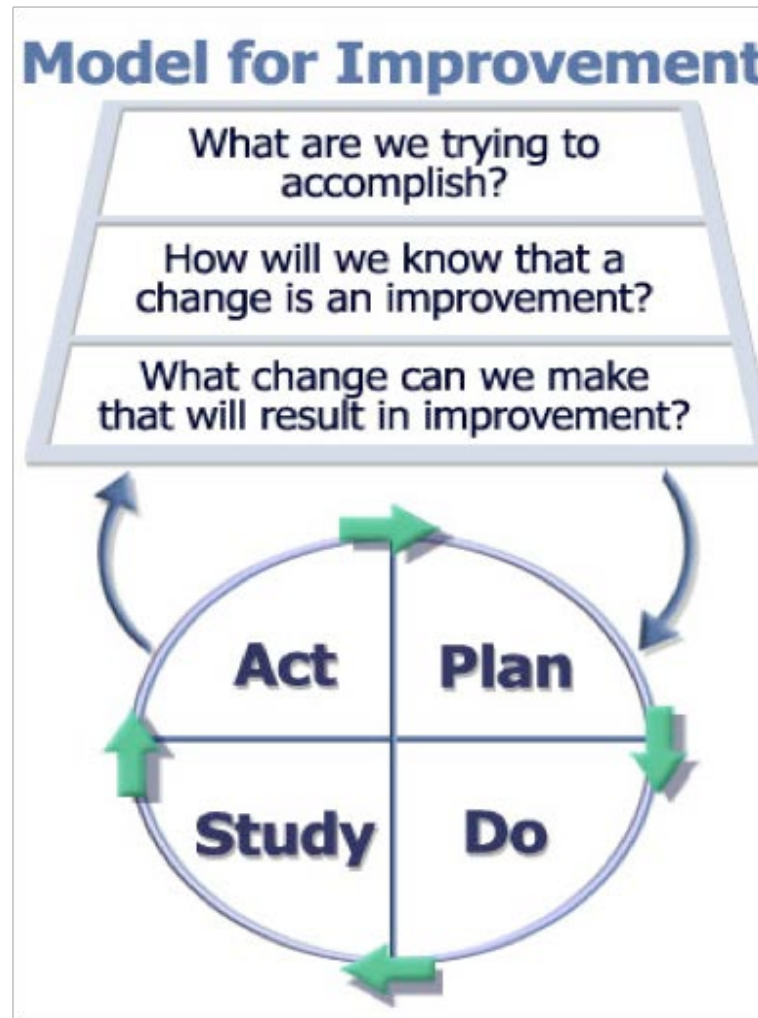 Model for Improvement
What are we trying to
accomplish?
How will we know that a
change is an improvement?
What change can we make
that will result in improvement?
Act
Plan
Study
Do